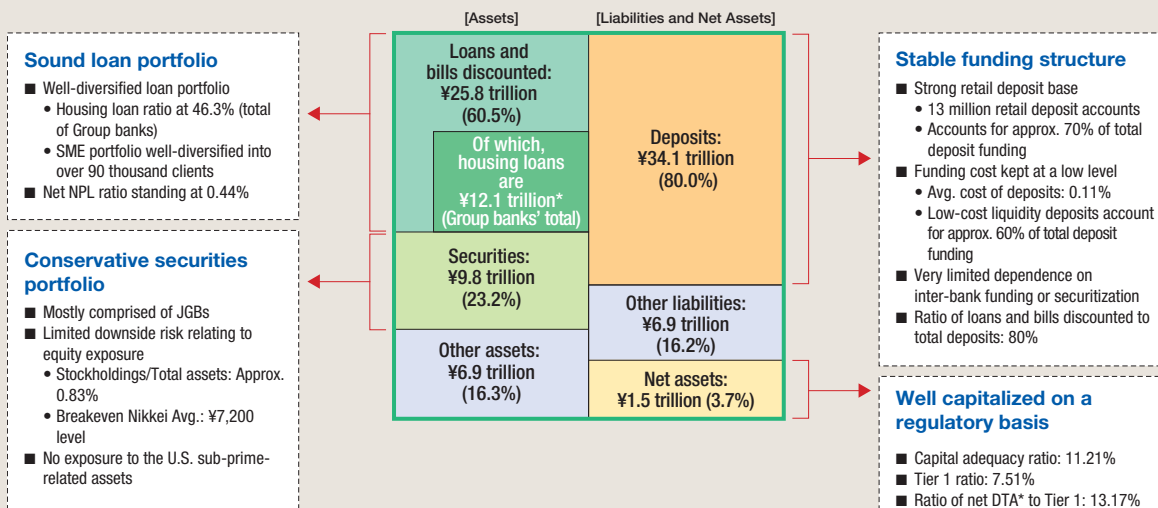 [Assets]
[Liabilities and Net Assets]
Sound loan portfolio
■ Well-diversified loan portfolio
• Housing loan ratio at 46.3% (total
of Group banks)
• SME portfolio well-diversified into
over 90 thousand clients
■ Net NPL ratio standing at 0.44%
Conservative securities
portfolio
■ Mostly comprised of JGBs
■ Limited downside risk relating to
equity exposure
• Stockholdings/Total assets: Approx.
0.83%
• Breakeven Nikkei Avg.: ¥7,200
level
■ No exposure to the U.S. sub-prime-
related assets
Loans and
bills discounted:
¥25.8 trillion
(60.5%)
Of which,
housing loans
are
¥12.1 trillion*
(Group banks' total)
Securities:
¥9.8 trillion
(23.2%)
Other assets:
¥6.9 trillion
(16.3%)
Deposits:
¥34.1 trillion
(80.0%)
Other liabilities:
¥6.9 trillion
(16.2%)
Net assets:
¥1.5 trillion (3.7%)
Stable funding structure
■ Strong retail deposit base
• 13 million retail deposit accounts
• Accounts for approx. 70% of total
deposit funding
■ Funding cost kept at a low level
• Avg. cost of deposits: 0.11%
• Low-cost liquidity deposits account
for approx. 60% of total deposit
funding
■ Very limited dependence on
inter-bank funding or securitization
■ Ratio of loans and bills discounted to
total deposits: 80%
Well capitalized on a
regulatory basis
■ Capital adequacy ratio: 11.21%
■ Tier 1 ratio: 7.51%
■ Ratio of net DTA* to Tier 1: 13.17%